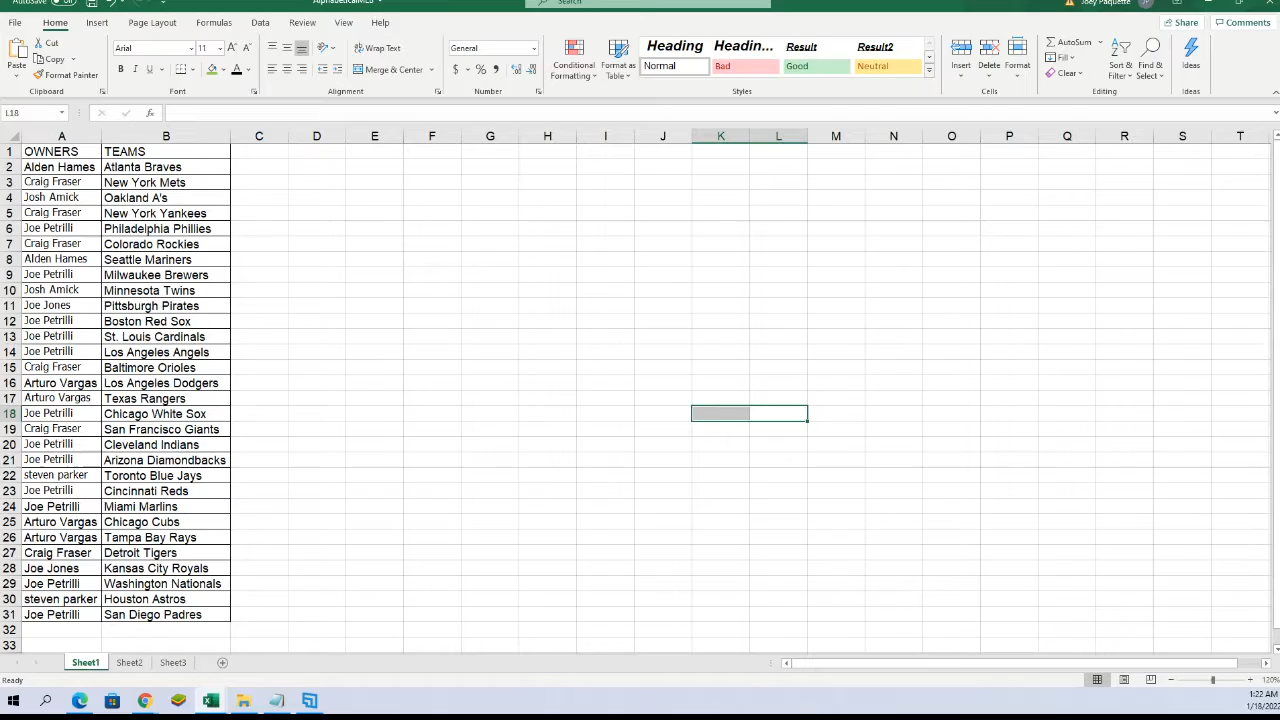 AutoSave Off AlphabeticalMLB Search Joey Paquette JP
File Home Insert Page Layout Formulas Data Review View Help Share Comments
Paste Cut Copy Format Painter Arial 11 A A Wrap Text General Conditional Formatting Format as Table Heading Headin... Result Result2 Insert Delete Format AutoSum Sort & Filter Find & Select Ideas
B I U A Merge & Center $ % Normal Bad Good Neutral Fill Clear
Clipboard Font Alignment Number Styles Cells Editing Ideas
L18 fx
A B C D E F G H I J K L M N O P Q R S T
1 OWNERS TEAMS
2 Alden Hames Atlanta Braves
3 Craig Fraser New York Mets
4 Josh Amick Oakland A's
5 Craig Fraser New York Yankees
6 Joe Petrilli Philadelphia Phillies
7 Craig Fraser Colorado Rockies
8 Alden Hames Seattle Mariners
9 Joe Petrilli Milwaukee Brewers
10 Josh Amick Minnesota Twins
11 Joe Jones Pittsburgh Pirates
12 Joe Petrilli Boston Red Sox
13 Joe Petrilli St. Louis Cardinals
14 Joe Petrilli Los Angeles Angels
15 Craig Fraser Baltimore Orioles
16 Arturo Vargas Los Angeles Dodgers
17 Arturo Vargas Texas Rangers
18 Joe Petrilli Chicago White Sox
19 Craig Fraser San Francisco Giants
20 Joe Petrilli Cleveland Indians
21 Joe Petrilli Arizona Diamondbacks
22 steven parker Toronto Blue Jays
23 Joe Petrilli Cincinnati Reds
24 Joe Petrilli Miami Marlins
25 Arturo Vargas Chicago Cubs
26 Arturo Vargas Tampa Bay Rays
27 Craig Fraser Detroit Tigers
28 Joe Jones Kansas City Royals
29 Joe Petrilli Washington Nationals
30 steven parker Houston Astros
31 Joe Petrilli San Diego Padres
32
33
Sheet1 Sheet2 Sheet3
Ready 120%
1:22 AM
1/18/2022